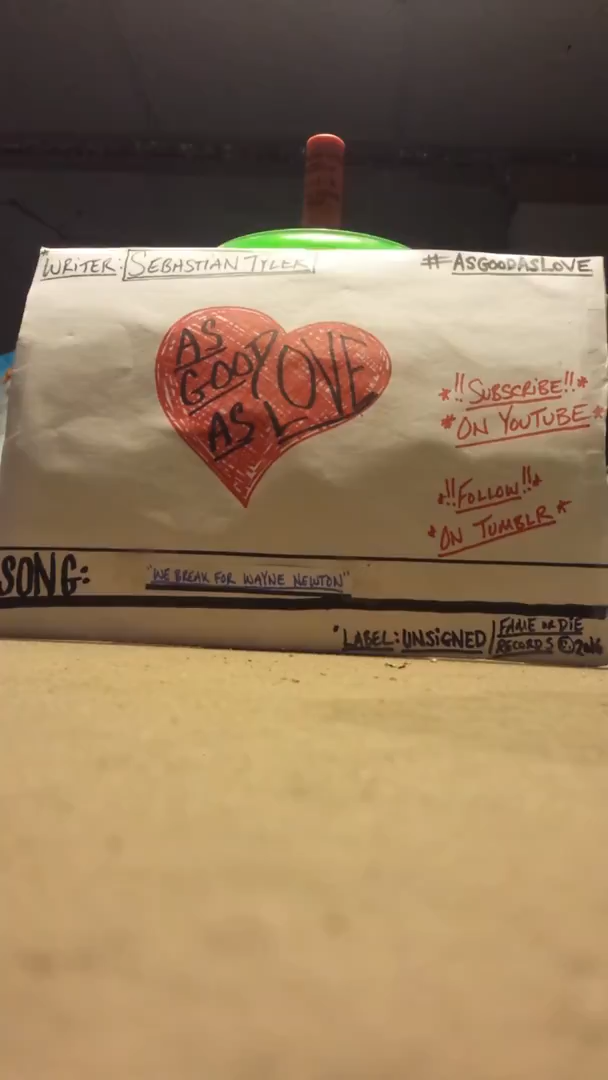 *WRITER: SEBASTIAN TYLER
#ASGOODASLOVE
AS
GOOD
AS LOVE
*!!SUBSCRIBE!!*
*ON YOUTUBE*
*!!FOLLOW!!*
*ON TUMBLR*
SONG: "WE BREAK FOR WAYNE NEWTON"
*LABEL: UNSIGNED/FAME OR DIE
RECORDS ©2016